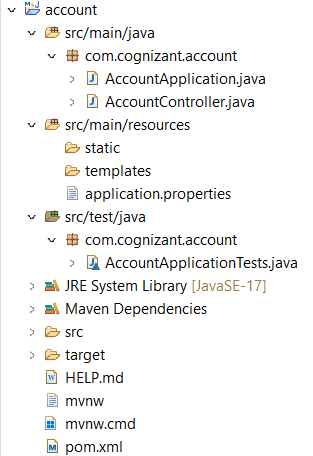 account
src/main/java
com.cognizant.account
AccountApplication.java
AccountController.java
src/main/resources
static
templates
application.properties
src/test/java
com.cognizant.account
AccountApplicationTests.java
JRE System Library [JavaSE-17]
Maven Dependencies
src
target
HELP.md
mvnw
mvnw.cmd
pom.xml